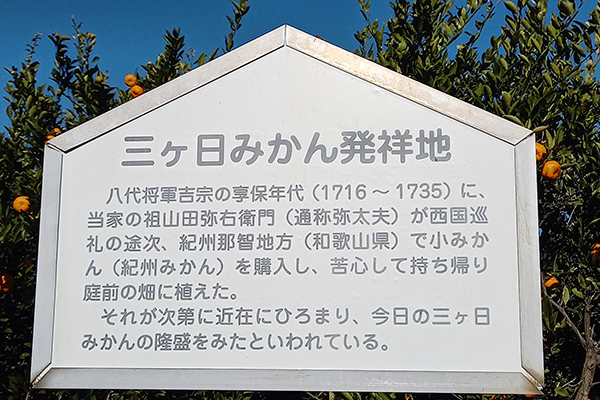 三ヶ日みかん発祥地
八代将軍吉宗の享保年代（1716～1735）に、
当家の祖山田弥右衛門（通称弥太夫）が西国巡
礼の途次、紀州那智地方（和歌山県）で小みか
ん（紀州みかん）を購入し、苦心して持ち帰り
庭前の畑に植えた。
それが次第に近在にひろまり、今日の三ヶ日
みかんの隆盛をみたといわれている。